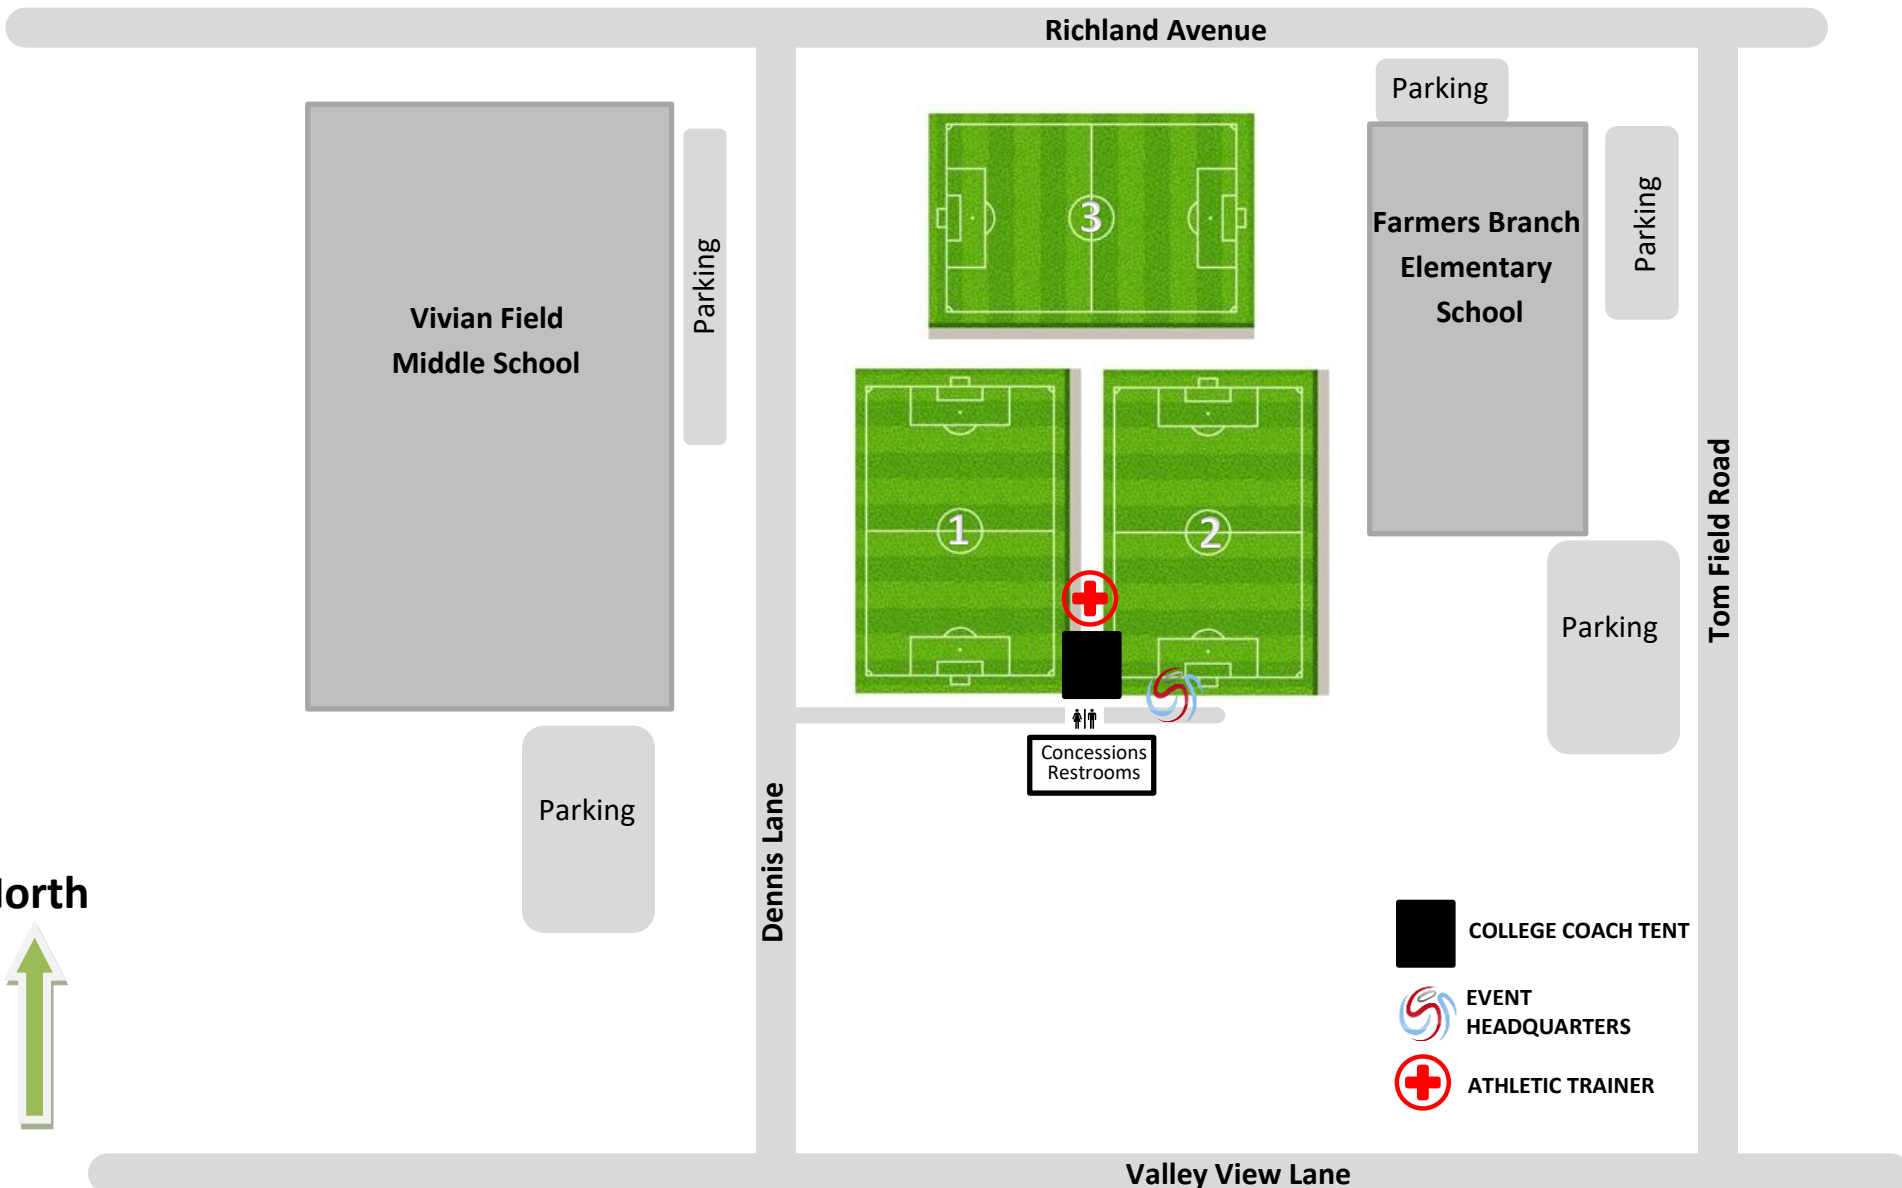 Richland Avenue
Parking
Parking
Parking
3
Farmers Branch
Elementary
School
Vivian Field
Middle School
1
2
Tom Field Road
Parking
Concessions
Restrooms
Parking
Dennis Lane
orth
COLLEGE COACH TENT
EVENT
HEADQUARTERS
ATHLETIC TRAINER
Valley View Lane